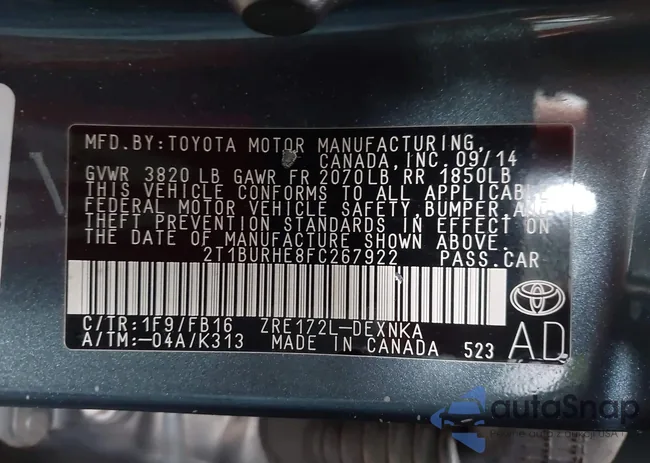 MFD.BY:TOYOTA MOTOR MANUFACTURING,
CANADA, INC. 09/14
GVWR 3820 LB GAWR FR 2070LB, RR 1850LB
THIS VEHICLE CONFORMS TO ALL APPLICABL
FEDERAL MOTOR VEHICLE SAFETY, BUMPER, AND
THEFT PREVENTION STANDARDS IN EFFECT ON
THE DATE OF MANUFACTURE SHOWN ABOVE.
2T1BURHE8FC267922 PASS.CAR
C/TR:1F9/FB16 ZRE172L-DEXNKA
A/TM:-04A/K313 MADE IN CANADA 523
AD
autoSnap